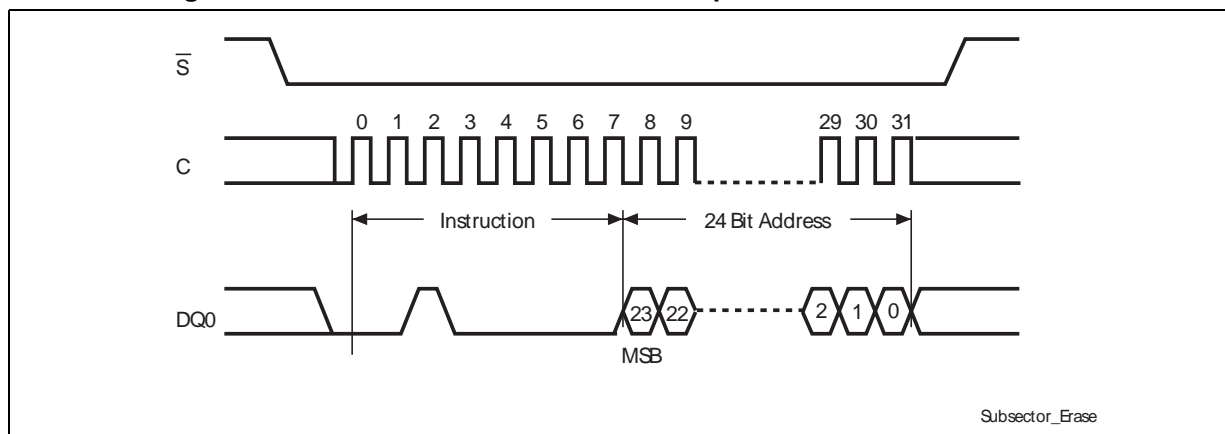 S
0 1 2 3 4 5 6 7 8 9 29 30 31
C
Instruction 24 Bit Address
DQ0
23 22 2 1 0
MSB
Subsector_Erase